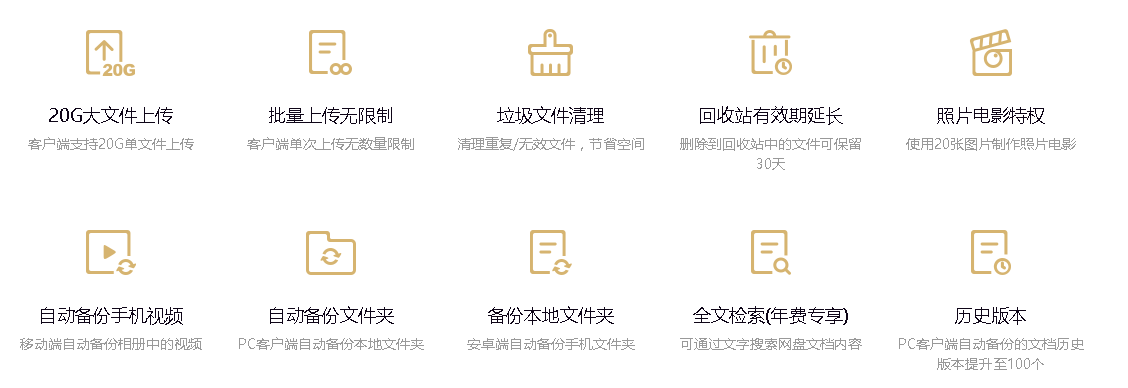 20G
20G大文件上传
批量上传无限制
垃圾文件清理
回收站有效期延长
照片电影特权
客户端支持20G单文件上传
客户端单次上传无数量限制
清理重复/无效文件，节省空间
删除到回收站中的文件可保留
30天
使用20张图片制作照片电影
自动备份手机视频
自动备份文件夹
备份本地文件夹
全文检索(年费专享)
历史版本
移动端自动备份相册中的视频
PC客户端自动备份本地文件夹
安卓端自动备份手机文件夹
可通过文字搜索网盘文档内容
PC客户端自动备份的文档历史
版本提升至100个